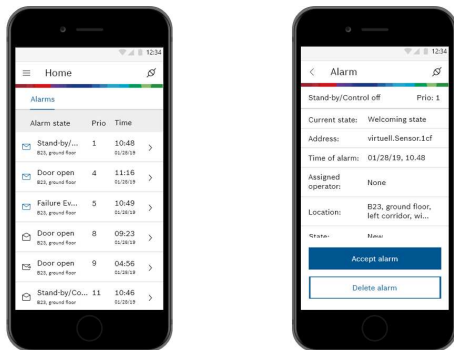 12:34
Home
Alarms
Alarm state Prio Time
Stand-by/... 1 10:48
B23, ground floor 01/28/19
Door open 4 11:16
B23, ground floor 01/28/19
Failure Ev... 5 10:49
B23, ground floor 01/28/19
Door open 8 09:23
B23, ground floor 01/28/19
Door open 9 04:56
B23, ground floor 01/28/19
Stand-by/Co... 11 10:46
B23, ground floor 01/28/19
12:34
Alarm
Stand-by/Control off Prio: 1
Current state: Welcoming state
Address: virtuell.Sensor.1cf
Time of alarm: 01/28/19, 10.48
Assigned
operator: None
Location: B23, ground floor,
left corridor, wi...
State: New
Accept alarm
Delete alarm